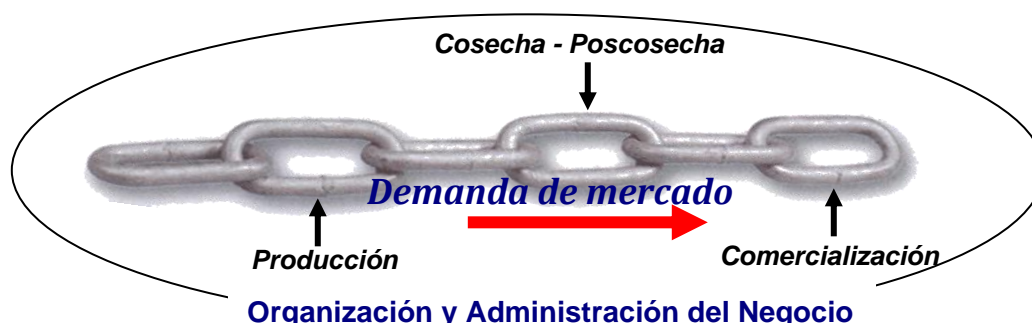 Cosecha - Poscosecha
Demanda de mercado
Producción
Comercialización
Organización y Administración del Negocio